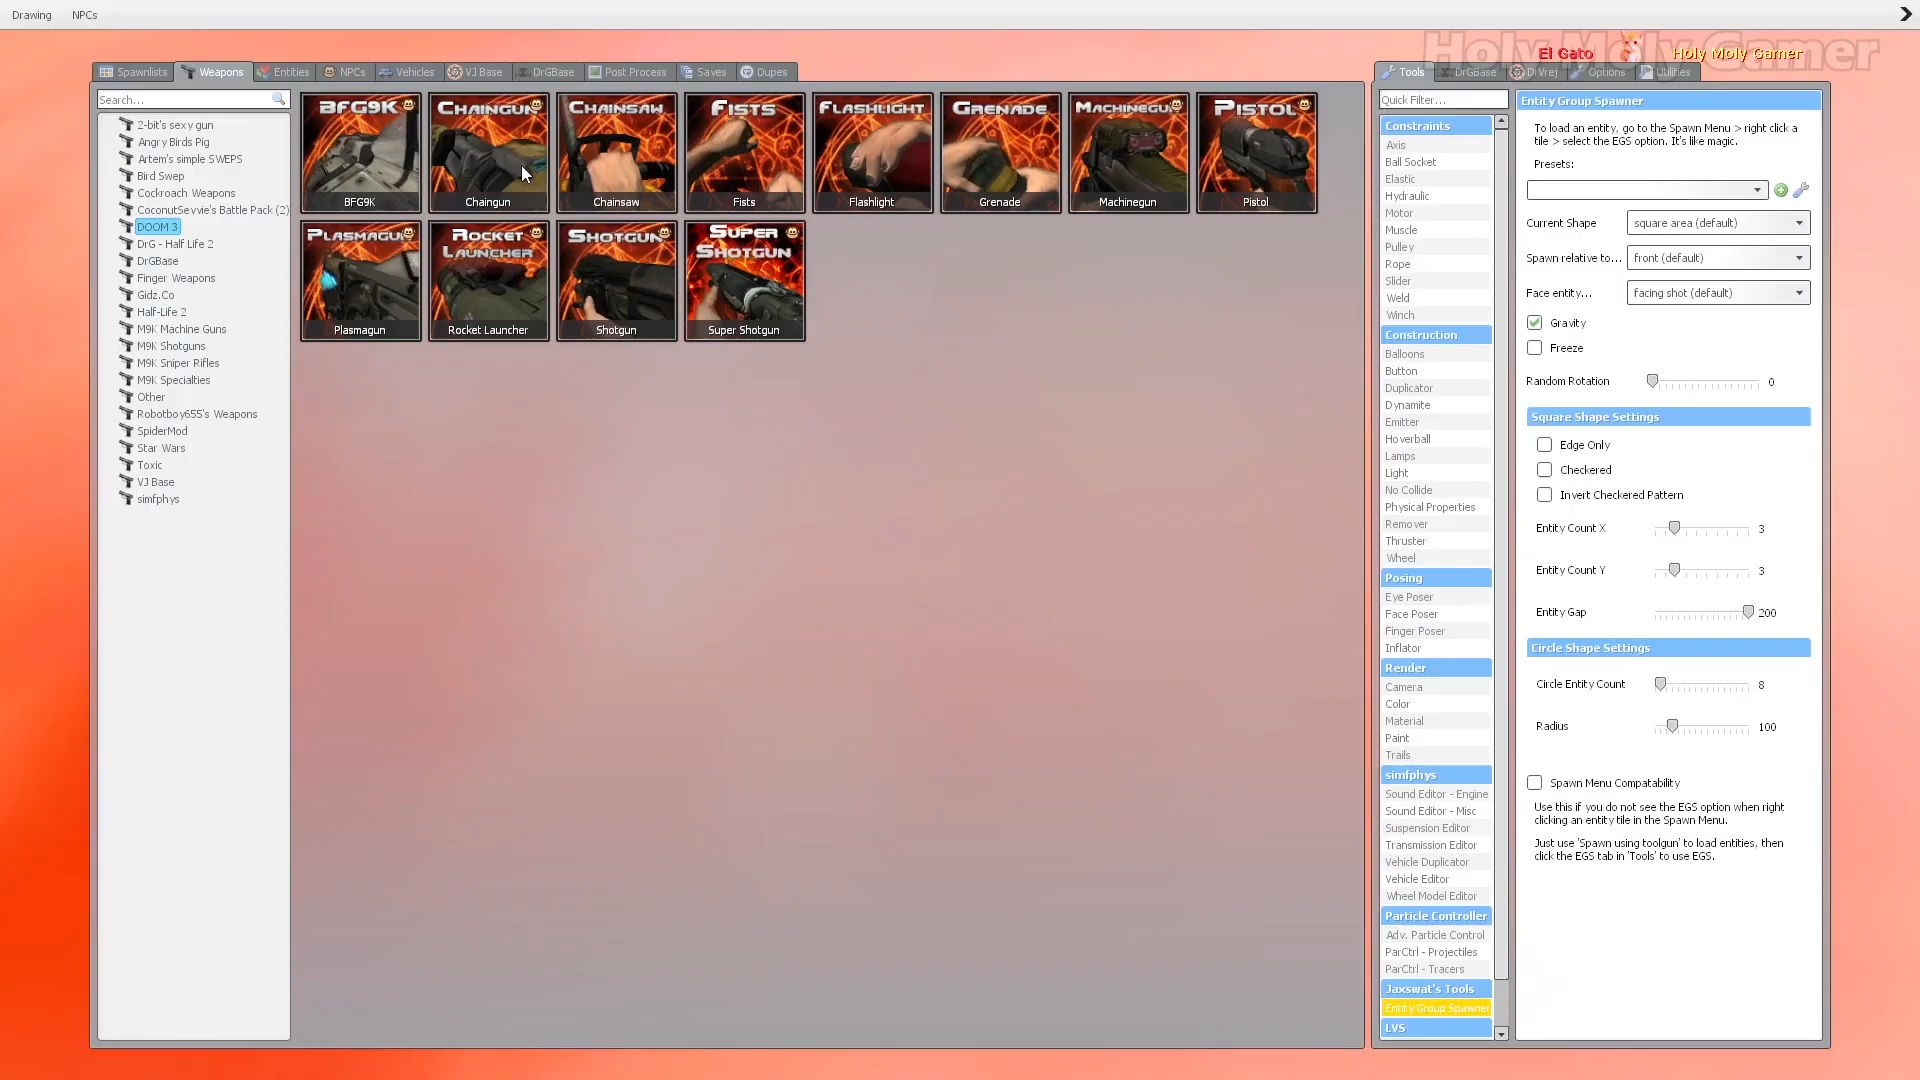 Drawing NPCs
Holy Moly Gamer
El Gato Holy Moly Gamer
Spawnlists Weapons Entities NPCs Vehicles VJ Base DrGBase Post Process Saves Dupes
Search...
2-bit's sexy gun
Angry Birds Pig
Artem's simple SWEPS
Bird Swep
Cockroach Weapons
CoconutSevvie's Battle Pack (2)
DOOM 3
DrG - Half Life 2
DrGBase
Finger Weapons
Gidz.Co
Half-Life 2
M9K Machine Guns
M9K Shotguns
M9K Sniper Rifles
M9K Specialties
Other
Robotboy655's Weapons
SpiderMod
Star Wars
Toxic
VJ Base
simfphys
BFG9K
BFG9K
Chaingun
Chaingun
Chainsaw
Chainsaw
Fists
Fists
Flashlight
Flashlight
Grenade
Grenade
Machinegun
Machinegun
Pistol
Pistol
Plasmagun
Plasmagun
Rocket
Launcher
Rocket Launcher
Shotgun
Shotgun
Super
Shotgun
Super Shotgun
Tools DrGBase DrVrej Options Utilities
Quick Filter...
Constraints
Axis
Ball Socket
Elastic
Hydraulic
Motor
Muscle
Pulley
Rope
Slider
Weld
Winch
Construction
Balloons
Button
Duplicator
Dynamite
Emitter
Hoverball
Lamps
Light
No Collide
Physical Properties
Remover
Thruster
Wheel
Posing
Eye Poser
Face Poser
Finger Poser
Inflator
Render
Camera
Color
Material
Paint
Trails
simfphys
Sound Editor - Engine
Sound Editor - Misc
Suspension Editor
Transmission Editor
Vehicle Duplicator
Vehicle Editor
Wheel Model Editor
Particle Controller
Adv. Particle Control
ParCtrl - Projectiles
ParCtrl - Tracers
Jaxswat's Tools
Entity Group Spawner
LVS
Entity Group Spawner
To load an entity, go to the Spawn Menu > right click a
tile > select the EGS option. It's like magic.
Presets:
Current Shape square area (default)
Spawn relative to... front (default)
Face entity... facing shot (default)
Gravity
Freeze
Random Rotation 0
Square Shape Settings
Edge Only
Checkered
Invert Checkered Pattern
Entity Count X 3
Entity Count Y 3
Entity Gap 200
Circle Shape Settings
Circle Entity Count 8
Radius 100
Spawn Menu Compatability
Use this if you do not see the EGS option when right
clicking an entity tile in the Spawn Menu.
Just use 'Spawn using toolgun' to load entities, then
click the EGS tab in 'Tools' to use EGS.